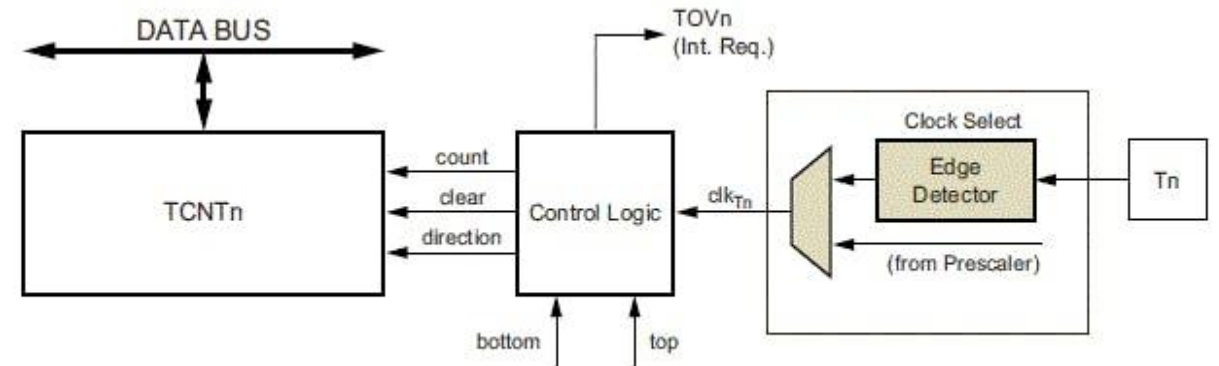 DATA BUS
TOVn
(Int. Req.)
TCNTn
count
clear
direction
Control Logic
clkTn
Clock Select
Edge
Detector
(from Prescaler)
Tn
bottom
top